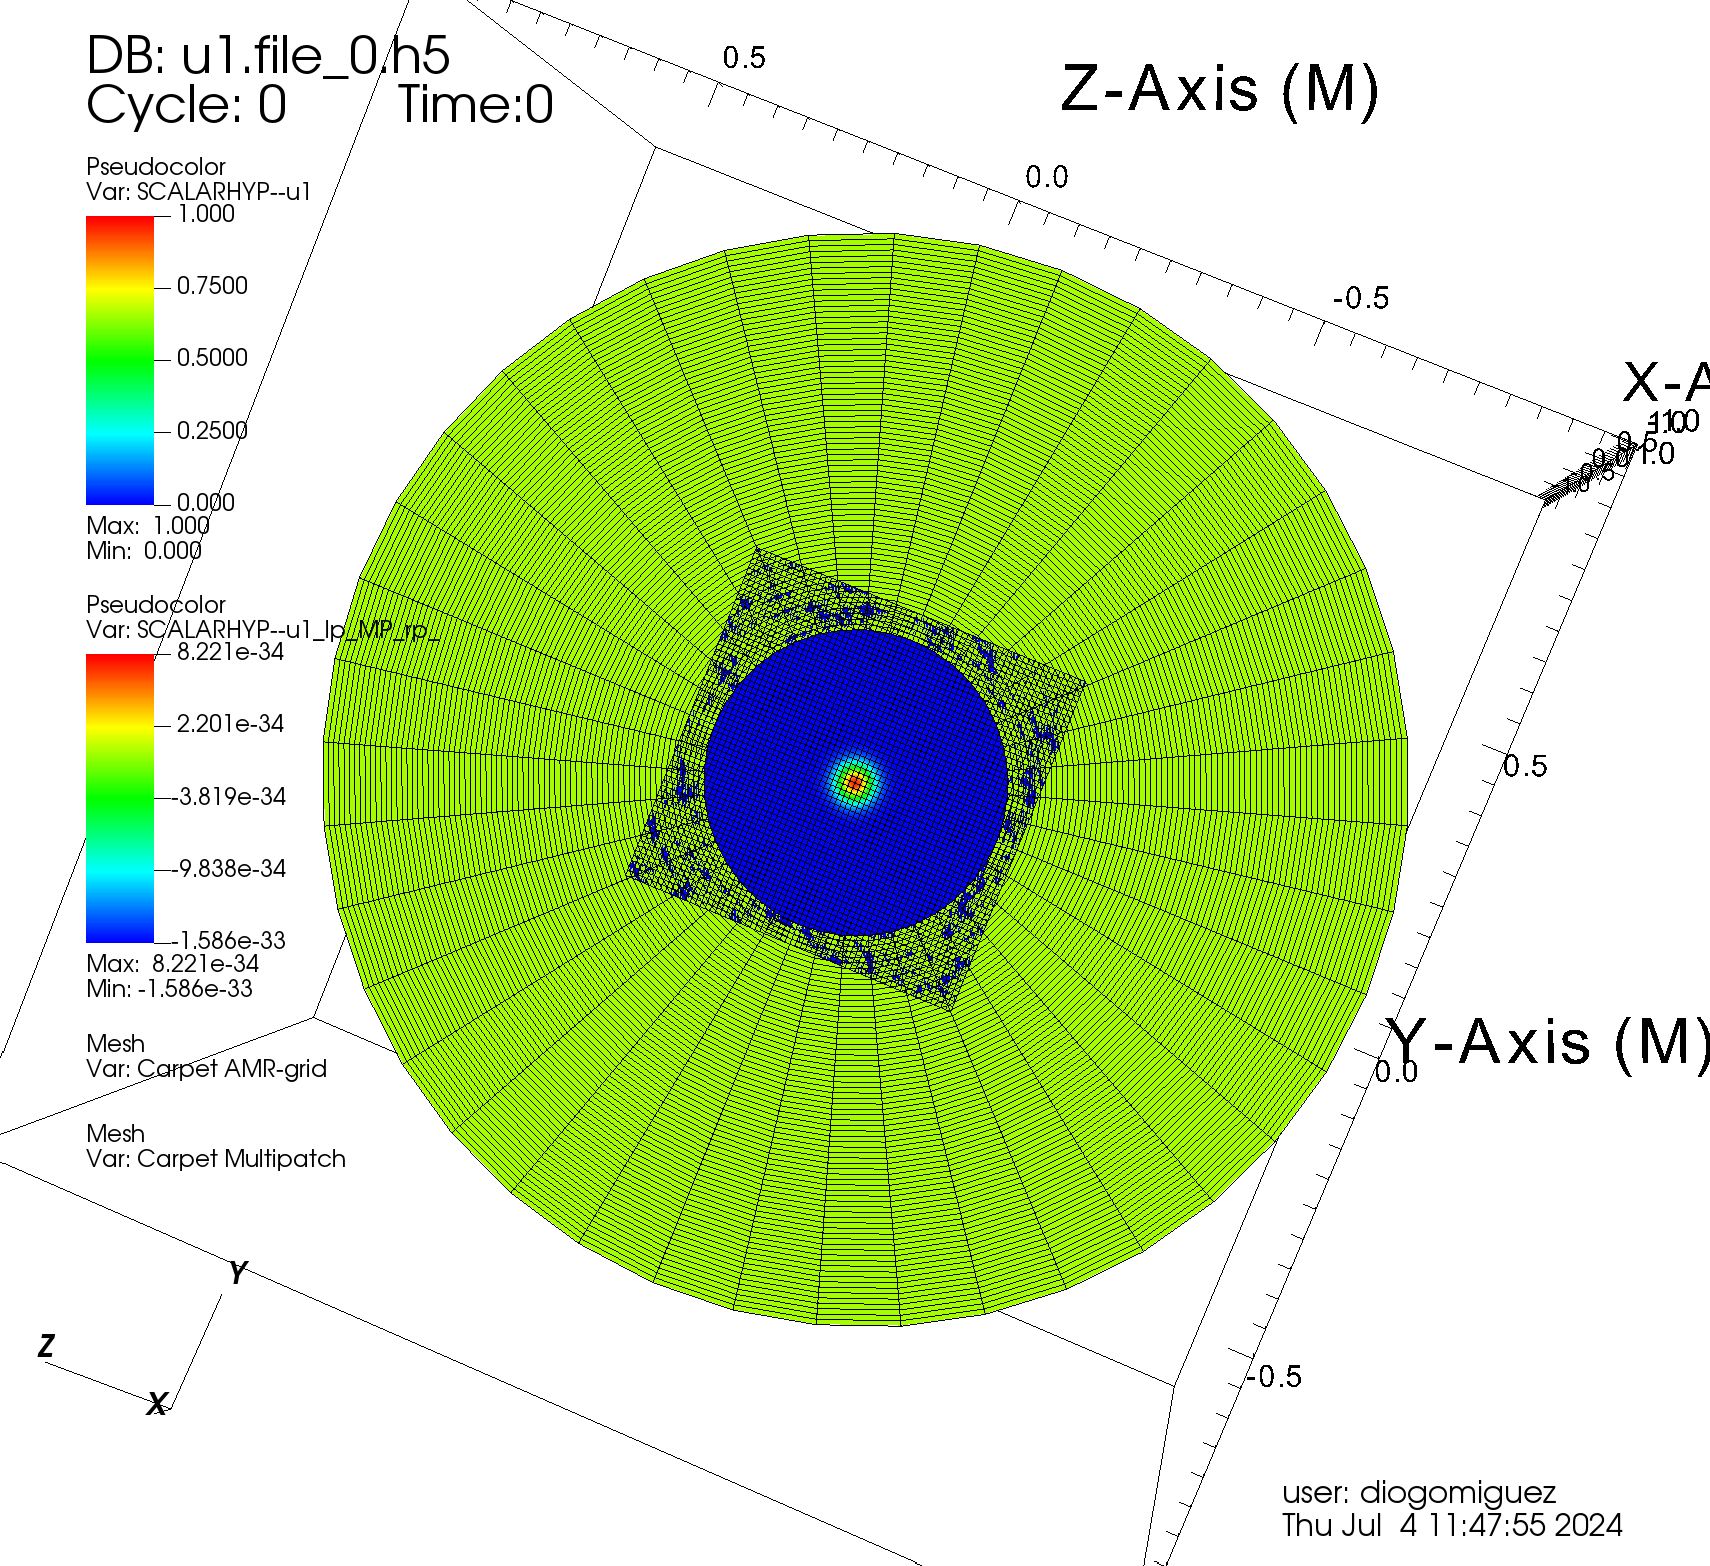 DB: u1.file_0.h5
Cycle: 0 Time:0
Pseudocolor
Var: SCALARHYP--u1
1.000
0.7500
0.5000
0.2500
0.000
Max: 1.000
Min: 0.000
Pseudocolor
Var: SCALARHYP--u1_lp_MP_rp_
8.221e-34
2.201e-34
-3.819e-34
-9.838e-34
-1.586e-33
Max: 8.221e-34
Min: -1.586e-33
Mesh
Var: Carpet AMR-grid
Mesh
Var: Carpet Multipatch
Z-Axis (M)
0.5
0.0
-0.5
X-A
Y-Axis (M)
0.5
0.0
-0.5
Y
Z
X
user: diogomiguez
Thu Jul 4 11:47:55 2024